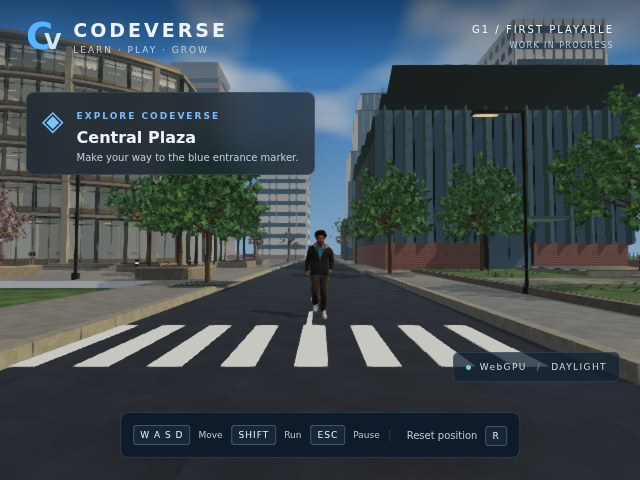 Cv CODEVERSE
LEARN · PLAY · GROW
G1 / FIRST PLAYABLE
WORK IN PROGRESS
EXPLORE CODEVERSE
Central Plaza
Make your way to the blue entrance marker.
WebGPU / DAYLIGHT
W A S D Move SHIFT Run ESC Pause Reset position R